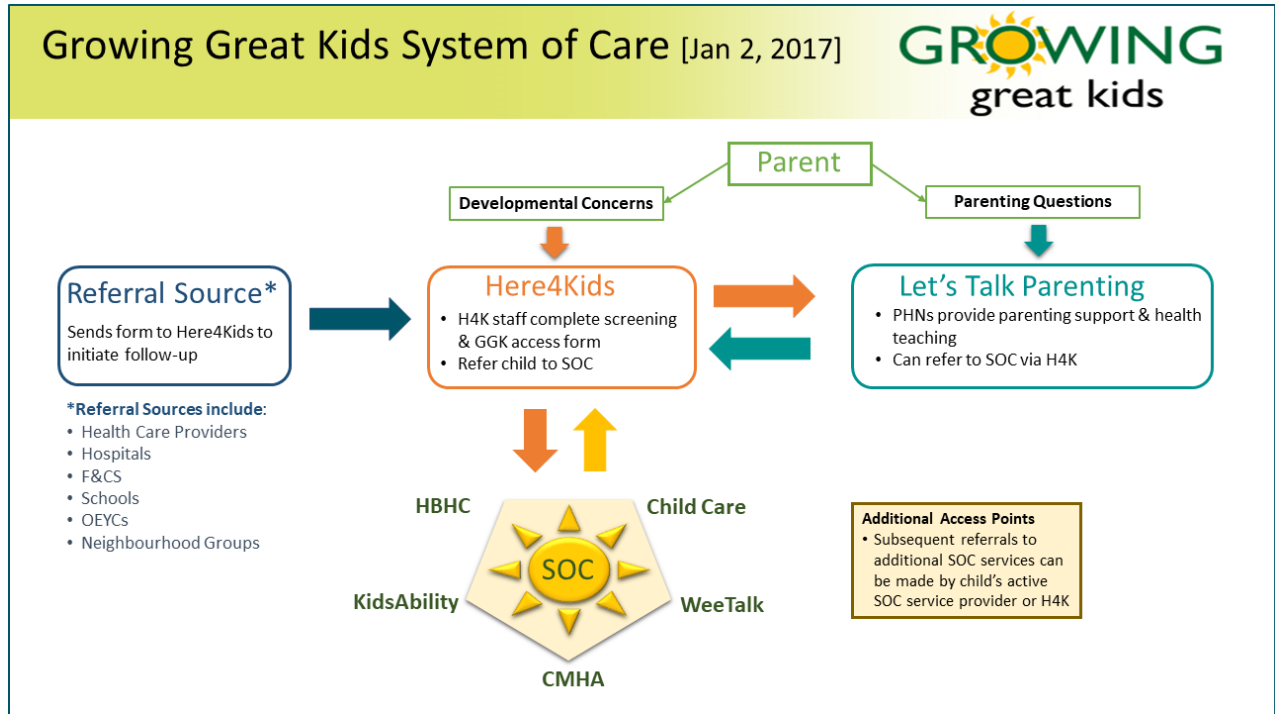 Growing Great Kids System of Care [Jan 2, 2017]
GROWING
great kids
Parent
Developmental Concerns
Parenting Questions
Referral Source*
Sends form to Here4Kids to
initiate follow-up
Here4Kids
• H4K staff complete screening
& GGK access form
• Refer child to SOC
Let's Talk Parenting
• PHNs provide parenting support & health
teaching
• Can refer to SOC via H4K
*Referral Sources include:
• Health Care Providers
• Hospitals
• F&CS
• Schools
• OEYCs
• Neighbourhood Groups
HBHC
Child Care
SOC
KidsAbility
WeeTalk
CMHA
Additional Access Points
• Subsequent referrals to
additional SOC services can
be made by child's active
SOC service provider or H4K